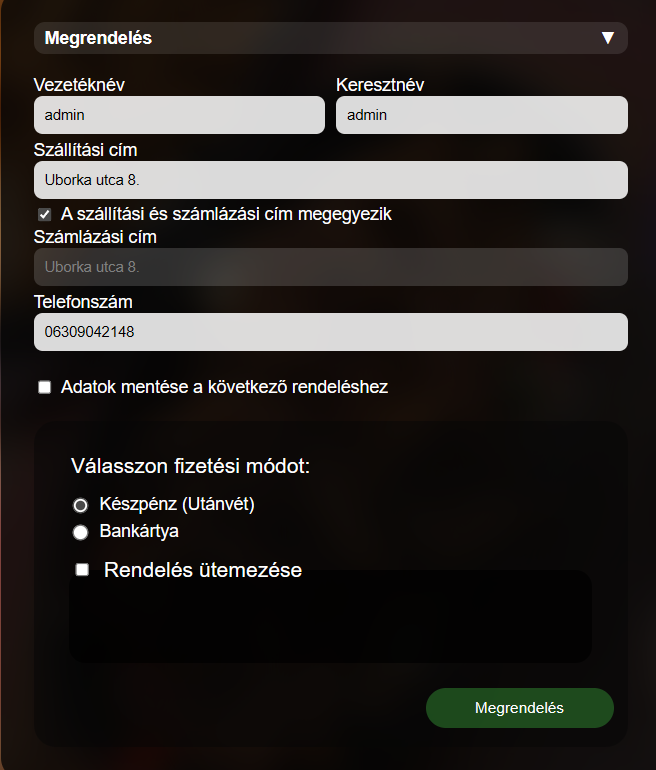 Megrendelés ▼
Vezetéknév Keresztnév
admin admin
Szállítási cím
Uborka utca 8.
A szállítási és számlázási cím megegyezik
Számlázási cím
Uborka utca 8.
Telefonszám
06309042148
Adatok mentése a következő rendeléshez
Válasszon fizetési módot:
Készpénz (Utánvét)
Bankártya
Rendelés ütemezése
Megrendelés